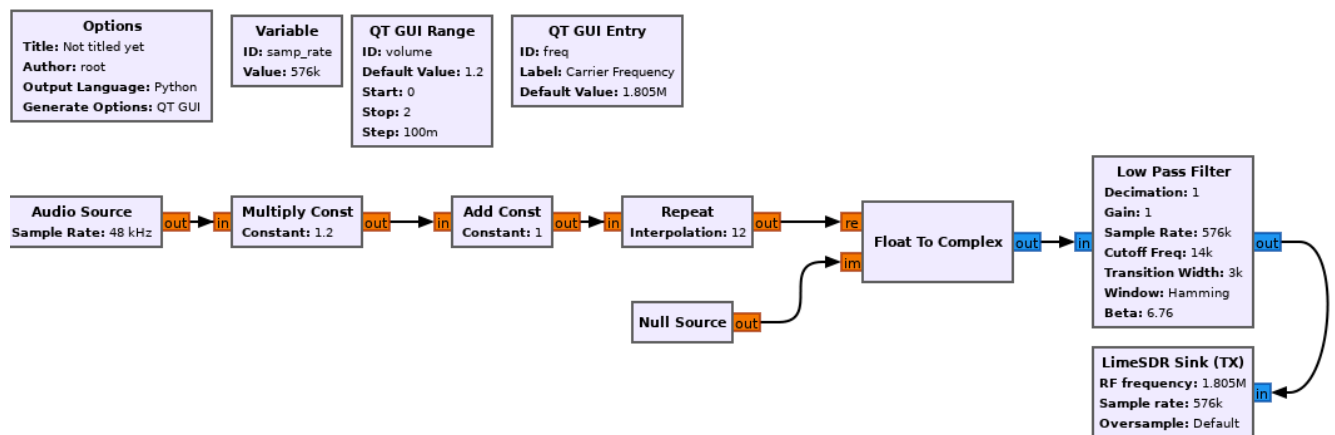 Options
Title: Not titled yet
Author: root
Output Language: Python
Generate Options: QT GUI
Variable
ID: samp_rate
Value: 576k
QT GUI Range
ID: volume
Default Value: 1.2
Start: 0
Stop: 2
Step: 100m
QT GUI Entry
ID: freq
Label: Carrier Frequency
Default Value: 1.805M
Audio Source
Sample Rate: 48 kHz
out
in
Multiply Const
Constant: 1.2
out
in
Add Const
Constant: 1
out
in
Repeat
Interpolation: 12
out
Null Source
out
re
im
Float To Complex
out
in
Low Pass Filter
Decimation: 1
Gain: 1
Sample Rate: 576k
Cutoff Freq: 14k
Transition Width: 3k
Window: Hamming
Beta: 6.76
out
LimeSDR Sink (TX)
RF frequency: 1.805M
Sample rate: 576k
Oversample: Default
in